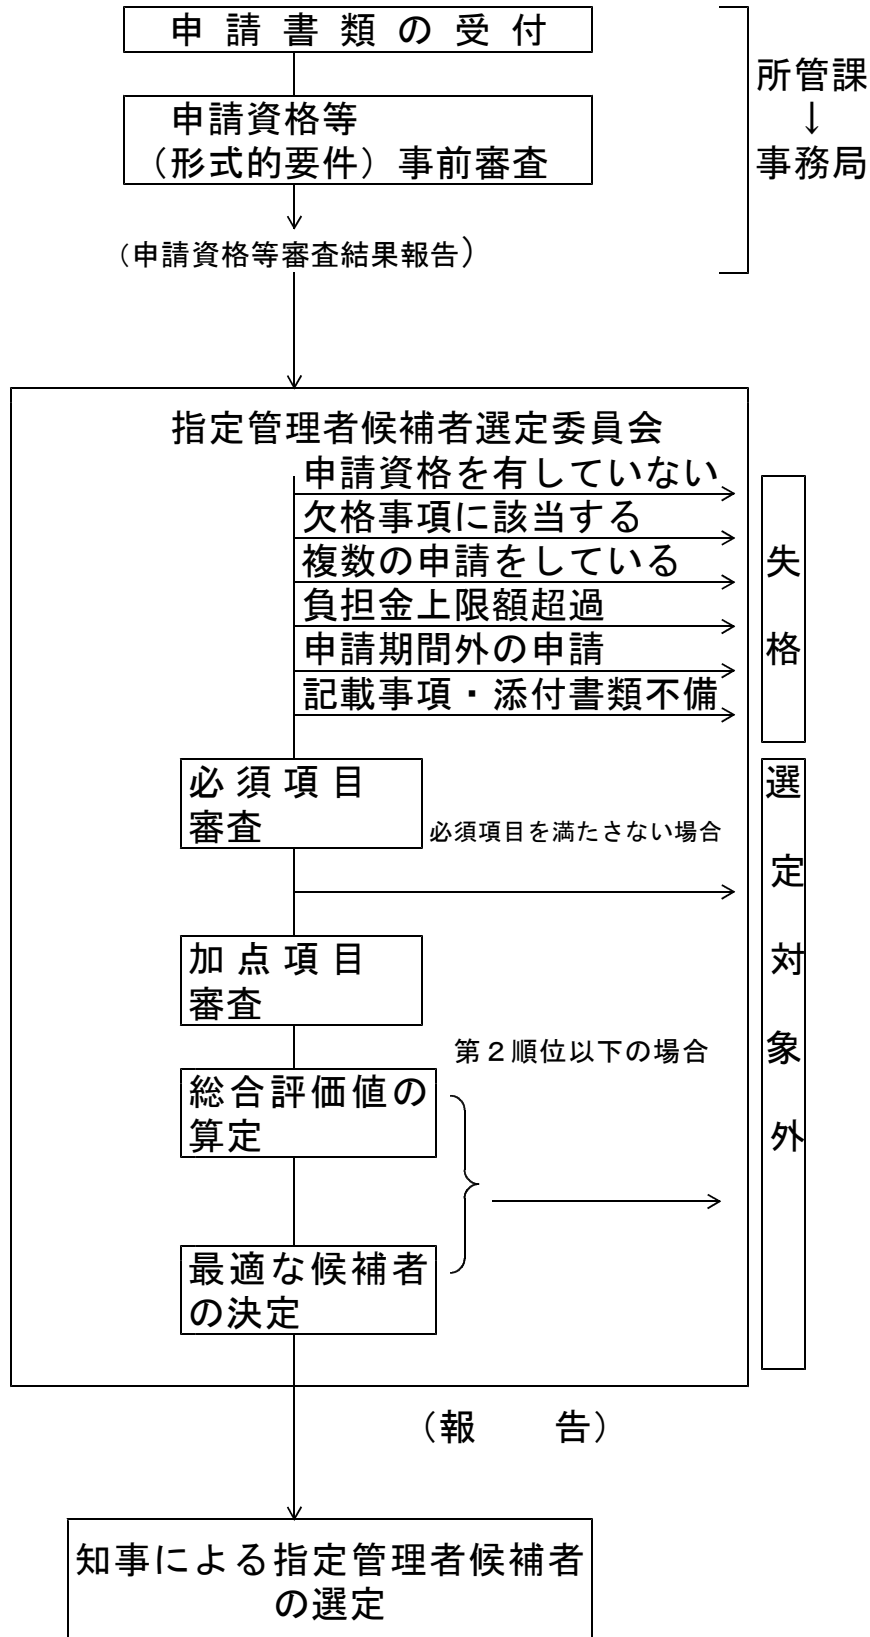 申請書類の受付
申請資格等
（形式的要件）事前審査
（申請資格等審査結果報告）
所管課
↓
事務局
指定管理者候補者選定委員会
申請資格を有していない
欠格事項に該当する
複数の申請をしている
負担金上限額超過
申請期間外の申請
記載事項・添付書類不備
失格
必須項目
審査
必須項目を満たさない場合
加点項目
審査
第２順位以下の場合
総合評価値の
算定
最適な候補者
の決定
選定対象外
（報　　告）
知事による指定管理者候補者
の選定